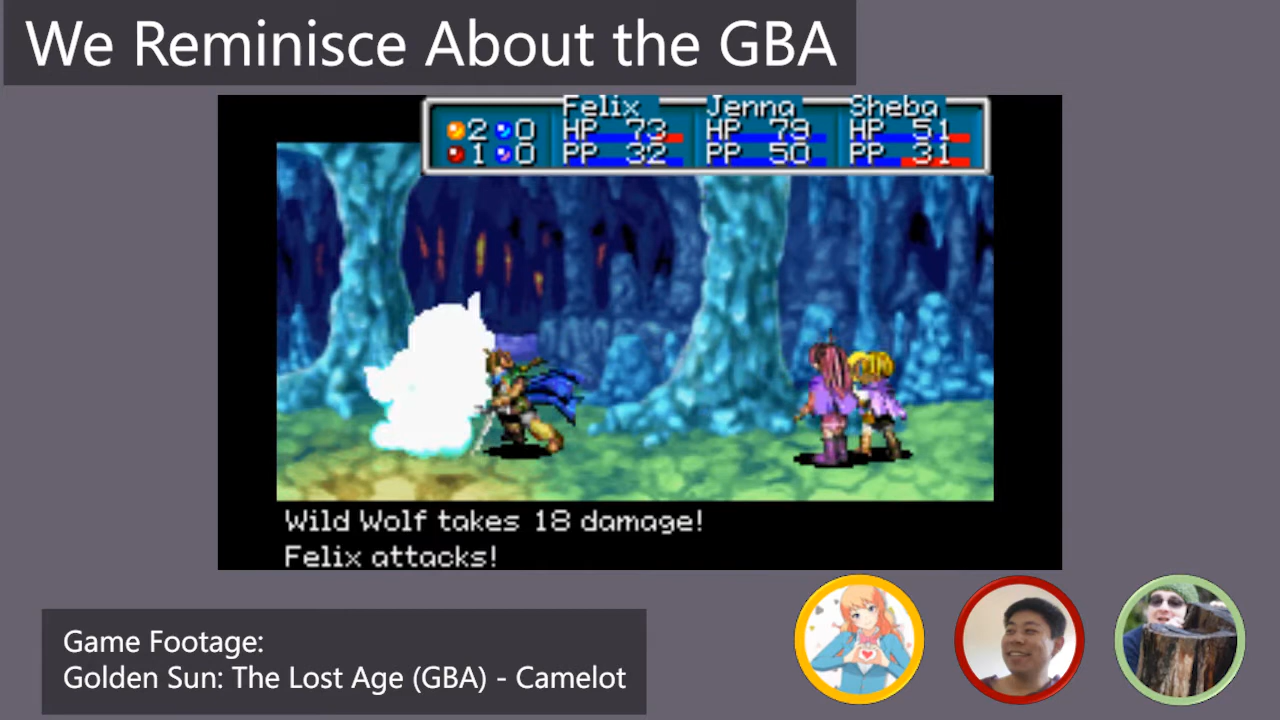 We Reminisce About the GBA
Felix Jenna Sheba
2 0 HP 73 HP 79 HP 51
1 0 PP 32 PP 50 PP 31
Wild Wolf takes 18 damage!
Felix attacks!
Game Footage:
Golden Sun: The Lost Age (GBA) - Camelot